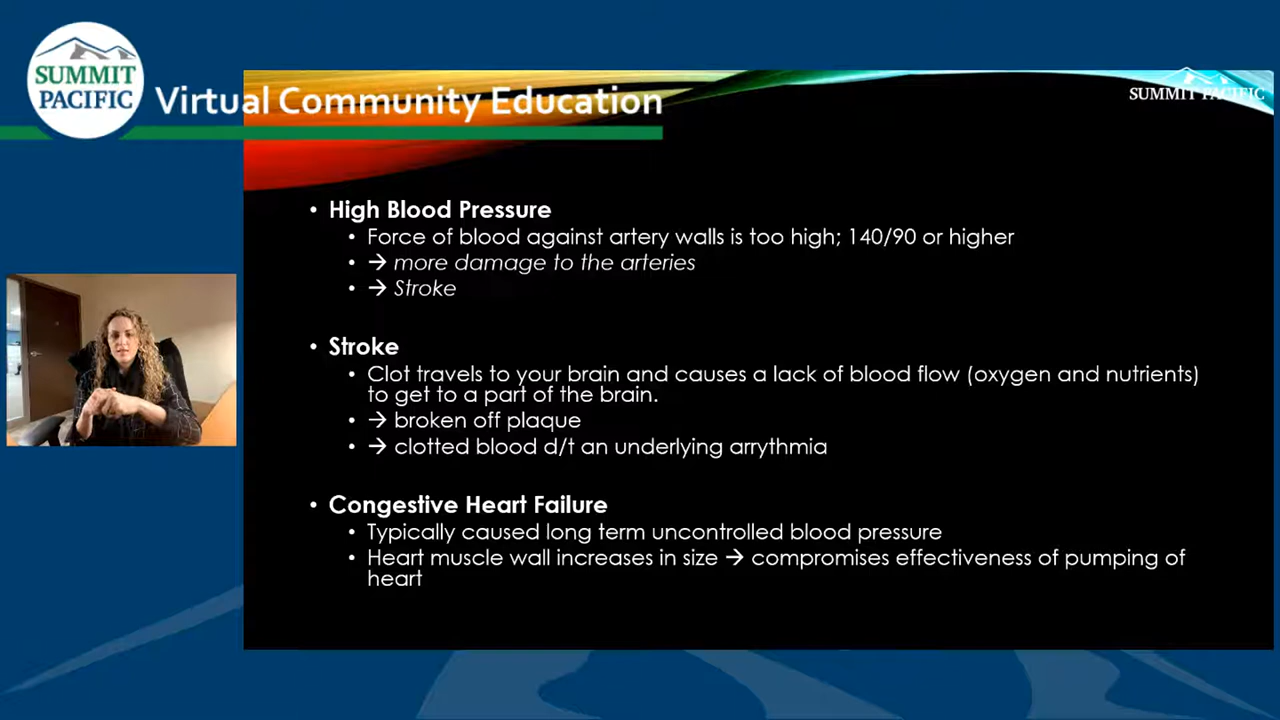 SUMMIT
PACIFIC
Virtual Community Education
SUMMIT PACIFIC
• High Blood Pressure
• Force of blood against artery walls is too high; 140/90 or higher
• → more damage to the arteries
• → Stroke
• Stroke
• Clot travels to your brain and causes a lack of blood flow (oxygen and nutrients)
to get to a part of the brain.
• → broken off plaque
• → clotted blood d/t an underlying arrythmia
• Congestive Heart Failure
• Typically caused long term uncontrolled blood pressure
• Heart muscle wall increases in size → compromises effectiveness of pumping of
heart